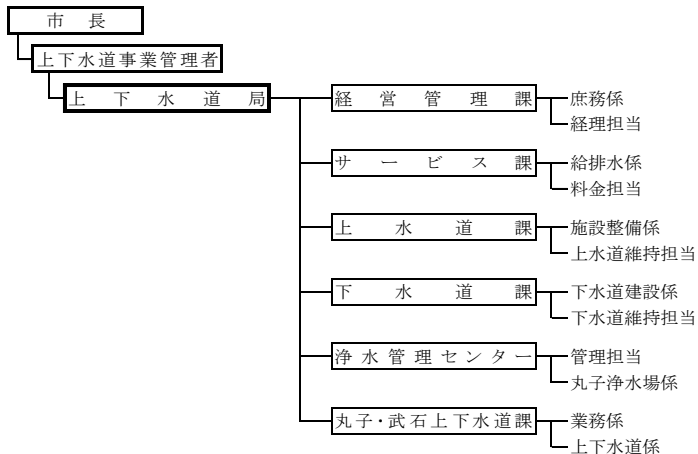 市長
上下水道事業管理者
上下水道局
経営管理課
庶務係
経理担当
サービス課
給排水係
料金担当
上水道課
施設整備係
上水道維持担当
下水道課
下水道建設係
下水道維持担当
浄水管理センター
管理担当
丸子浄水場係
丸子・武石上下水道課
業務係
上下水道係